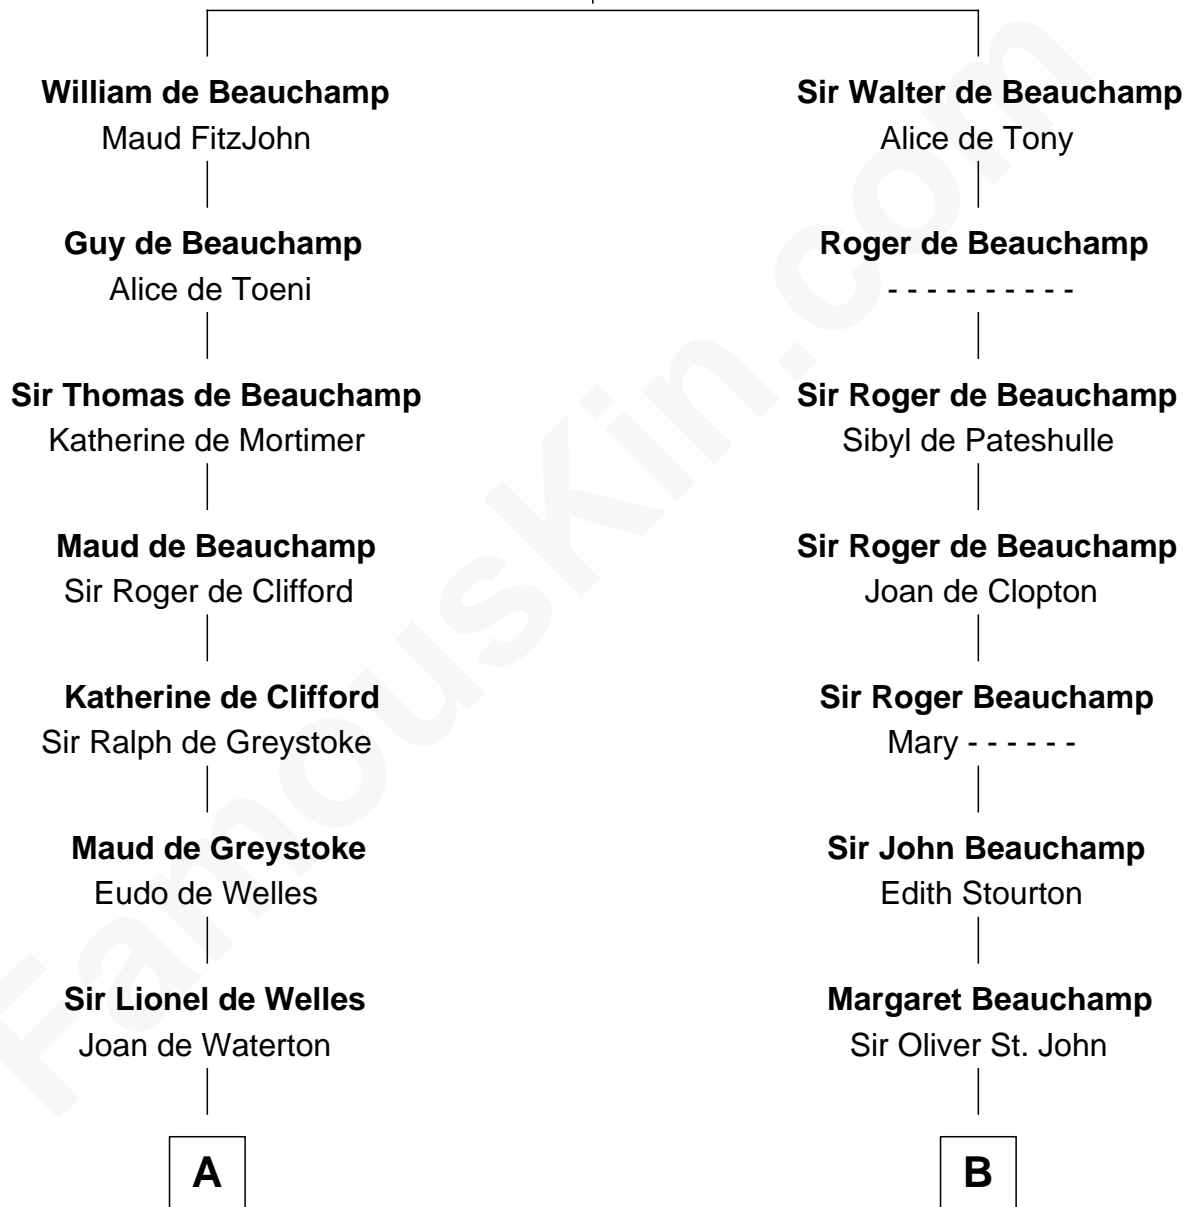 William de Beauchamp
Maud FitzJohn
Guy de Beauchamp
Alice de Toeni
Sir Thomas de Beauchamp
Katherine de Mortimer
Maud de Beauchamp
Sir Roger de Clifford
Katherine de Clifford
Sir Ralph de Greystoke
Maud de Greystoke
Eudo de Welles
Sir Lionel de Welles
Joan de Waterton
A
Sir Walter de Beauchamp
Alice de Tony
Roger de Beauchamp
- - - - - - - - - -
Sir Roger de Beauchamp
Sibyl de Pateshulle
Sir Roger de Beauchamp
Joan de Clopton
Sir Roger Beauchamp
Mary - - - - - -
Sir John Beauchamp
Edith Stourton
Margaret Beauchamp
Sir Oliver St. John
B
FamousKin.com